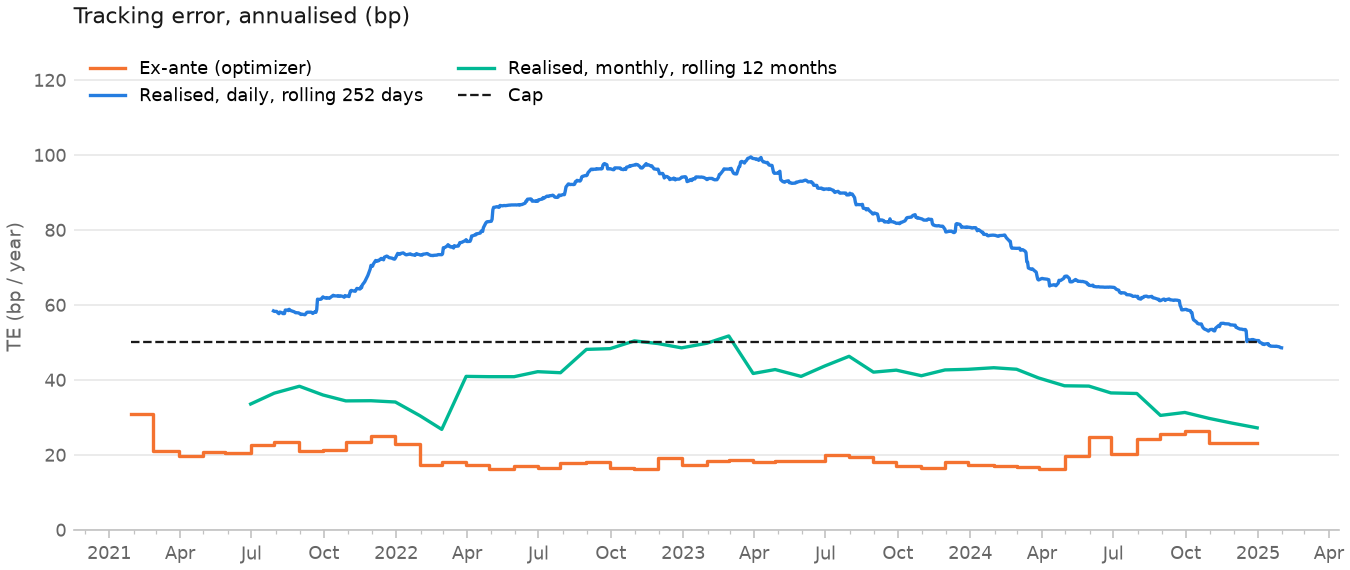 Tracking error, annualised (bp)
Ex-ante (optimizer)
Realised, daily, rolling 252 days
Realised, monthly, rolling 12 months
Cap
TE (bp / year)
120
100
80
60
40
20
0
2021 Apr Jul Oct 2022 Apr Jul Oct 2023 Apr Jul Oct 2024 Apr Jul Oct 2025 Apr